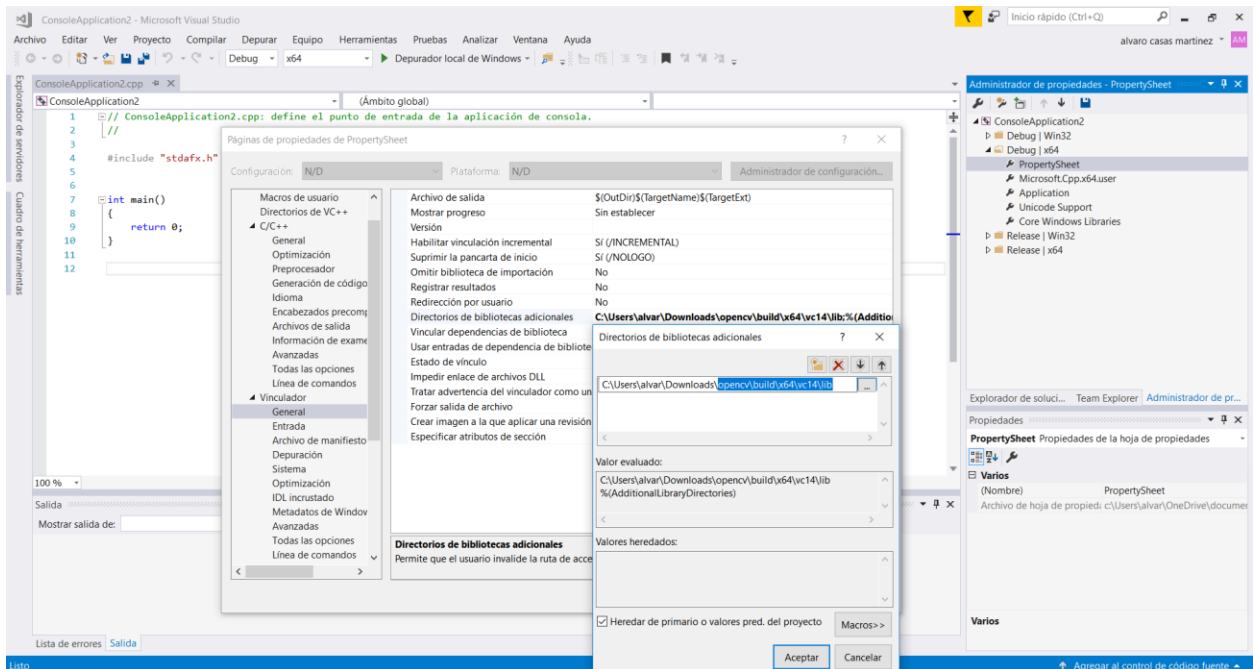 ConsoleApplication2 - Microsoft Visual Studio
Inicio rápido (Ctrl+Q)
Archivo Editar Ver Proyecto Compilar Depurar Equipo Herramientas Pruebas Analizar Ventana Ayuda
alvaro casas martinez AM
Debug x64 Depurador local de Windows
Explorador de servidores
Cuadro de herramientas
ConsoleApplication2.cpp
ConsoleApplication2 (Ámbito global)
1 // ConsoleApplication2.cpp: define el punto de entrada de la aplicación de consola.
2 //
3
4 #include "stdafx.h"
5
6
7 int main()
8 {
9 return 0;
10 }
11
12
100 %
Salida
Mostrar salida de:
Lista de errores Salida
Listo
Páginas de propiedades de PropertySheet ?
Configuración: N/D Plataforma: N/D Administrador de configuración...
Macros de usuario
Directorios de VC++
C/C++
General
Optimización
Preprocesador
Generación de código
Idioma
Encabezados precomp
Archivos de salida
Información de exame
Avanzadas
Todas las opciones
Línea de comandos
Vinculador
General
Entrada
Archivo de manifiesto
Depuración
Sistema
Optimización
IDL incrustado
Metadatos de Window
Avanzadas
Todas las opciones
Línea de comandos
Archivo de salida $(OutDir)$(TargetName)$(TargetExt)
Mostrar progreso Sin establecer
Versión
Habilitar vinculación incremental Sí (/INCREMENTAL)
Suprimir la pancarta de inicio Sí (/NOLOGO)
Omitir biblioteca de importación No
Registrar resultados No
Redirección por usuario No
Directorios de bibliotecas adicionales C:\Users\alvar\Downloads\opencv\build\x64\vc14\lib;%(Additio
Vincular dependencias de biblioteca
Usar entradas de dependencia de bibliote
Estado de vínculo
Impedir enlace de archivos DLL
Tratar advertencia del vinculador como un
Forzar salida de archivo
Crear imagen a la que aplicar una revisión
Especificar atributos de sección
Directorios de bibliotecas adicionales
Permite que el usuario invalide la ruta de acce
Directorios de bibliotecas adicionales ?
C:\Users\alvar\Downloads\opencv\build\x64\vc14\lib ...
Valor evaluado:
C:\Users\alvar\Downloads\opencv\build\x64\vc14\lib
%(AdditionalLibraryDirectories)
Valores heredados:
Heredar de primario o valores pred. del proyecto Macros>>
Aceptar Cancelar
Administrador de propiedades - PropertySheet
ConsoleApplication2
Debug | Win32
Debug | x64
PropertySheet
Microsoft.Cpp.x64.user
Application
Unicode Support
Core Windows Libraries
Release | Win32
Release | x64
Explorador de soluci... Team Explorer Administrador de pr...
Propiedades
PropertySheet Propiedades de la hoja de propiedades
Varios
(Nombre) PropertySheet
Archivo de hoja de propieda c:\Users\alvar\OneDrive\documen
Varios
Agregar al control de código fuente